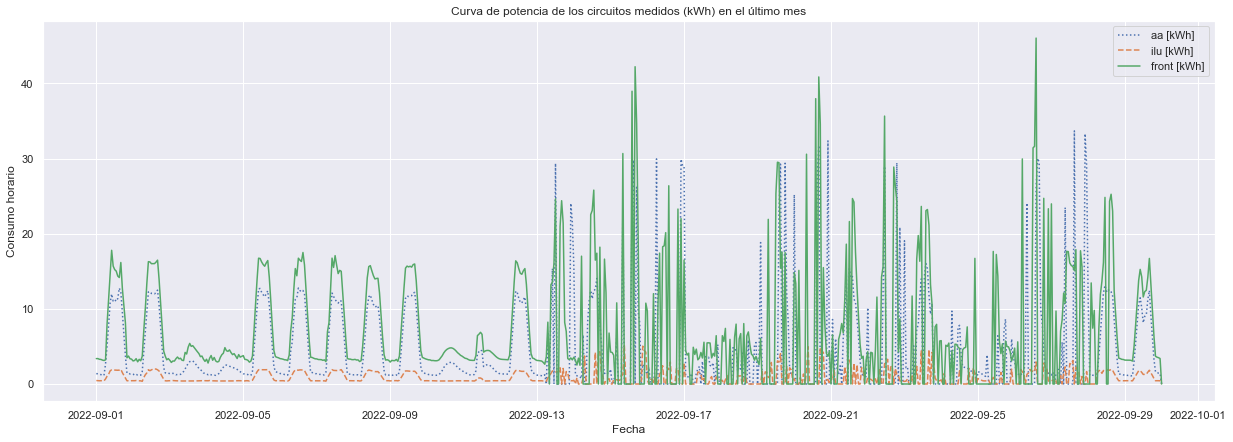 Curva de potencia de los circuitos medidos (kWh) en el último mes
aa [kWh]
ilu [kWh]
front [kWh]
Consumo horario
40
30
20
10
0
2022-09-01
2022-09-05
2022-09-09
2022-09-13
2022-09-17
2022-09-21
2022-09-25
2022-09-29
2022-10-01
Fecha